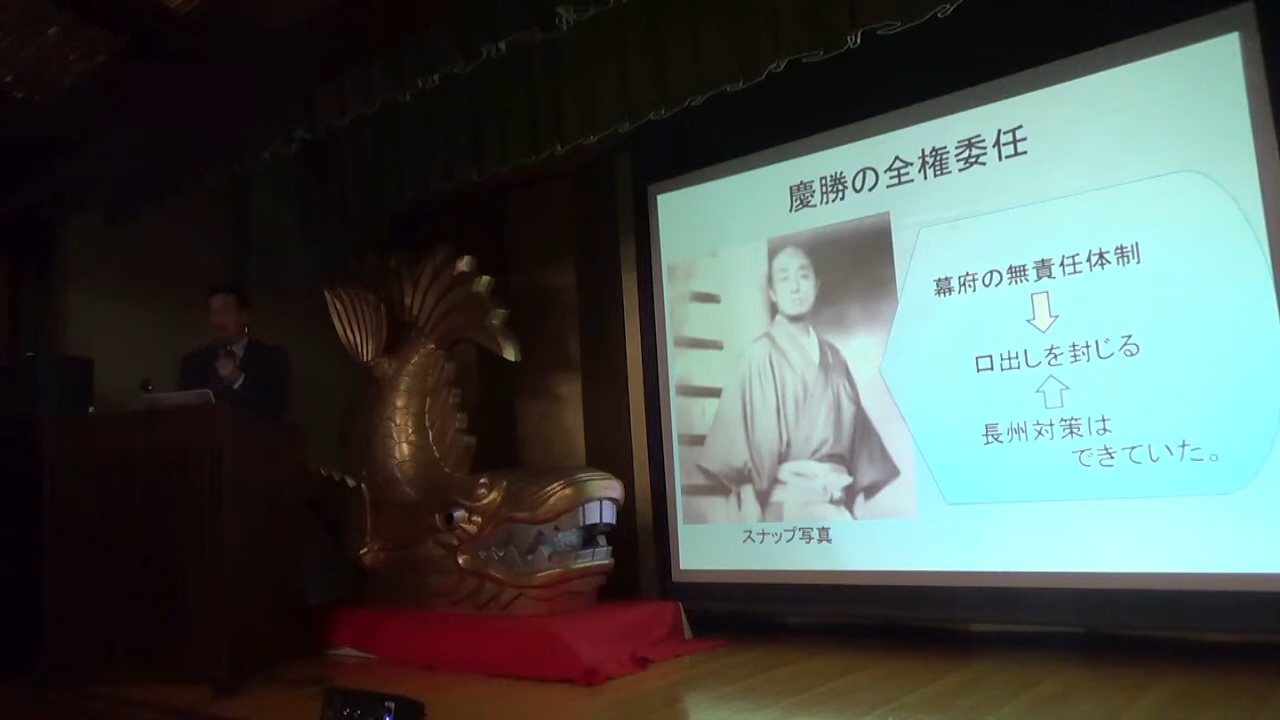 慶勝の全権委任
幕府の無責任体制
口出しを封じる
長州対策は
できていた。
スナップ写真